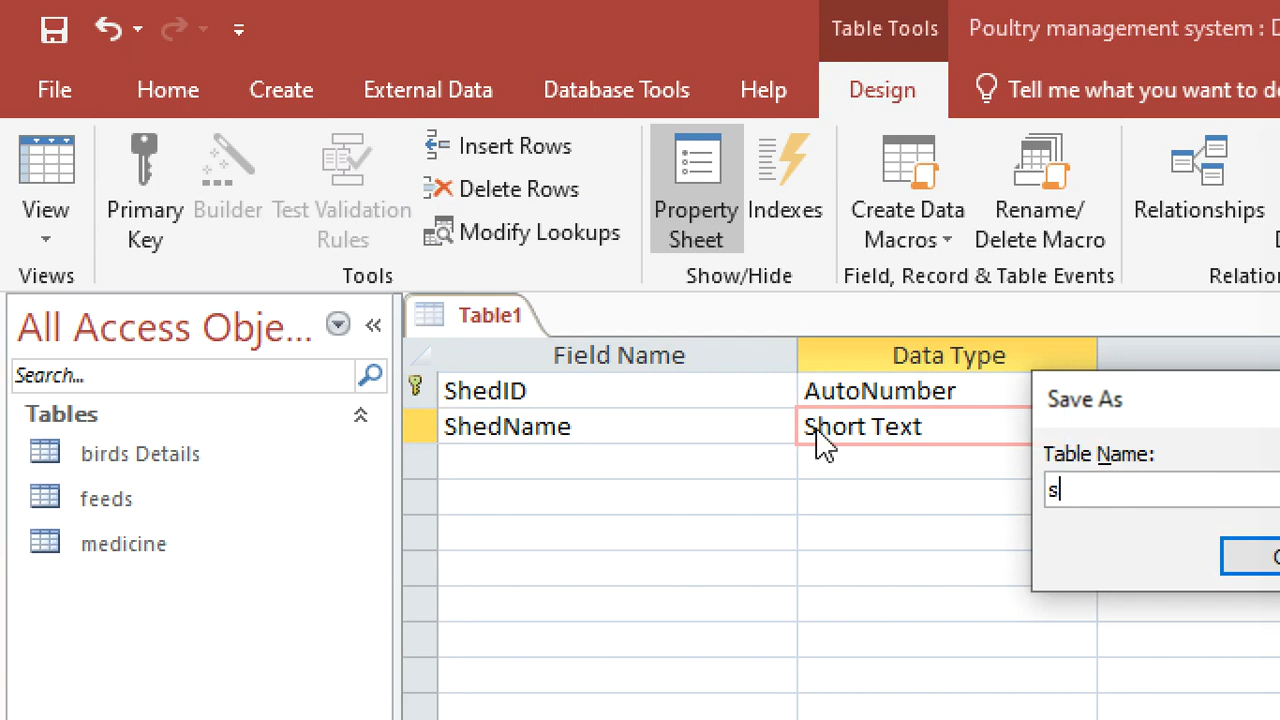 Table Tools
Poultry management system : D
File Home Create External Data Database Tools Help Design Tell me what you want to do
View
Primary Key
Builder
Test Validation Rules
Insert Rows
Delete Rows
Modify Lookups
Property Sheet
Indexes
Create Data Macros
Rename/ Delete Macro
Relationships
Views Tools Show/Hide Field, Record & Table Events Relation
All Access Obje...
Search...
Tables
birds Details
feeds
medicine
Table1
Field Name Data Type
ShedID AutoNumber
ShedName Short Text
Save As
Table Name:
s